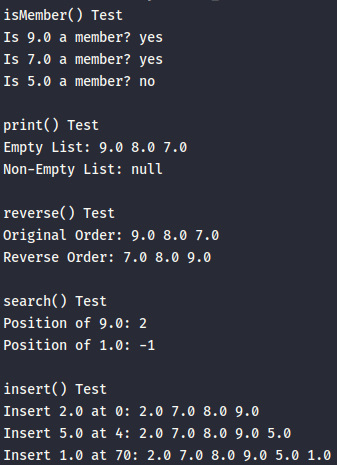 isMember() Test
Is 9.0 a member? yes
Is 7.0 a member? yes
Is 5.0 a member? no
print() Test
Empty List: 9.0 8.0 7.0
Non-Empty List: null
reverse() Test
Original Order: 9.0 8.0 7.0
Reverse Order: 7.0 8.0 9.0
search() Test
Position of 9.0: 2
Position of 1.0: -1
insert() Test
Insert 2.0 at 0: 2.0 7.0 8.0 9.0
Insert 5.0 at 4: 2.0 7.0 8.0 9.0 5.0
Insert 1.0 at 70: 2.0 7.0 8.0 9.0 5.0 1.0